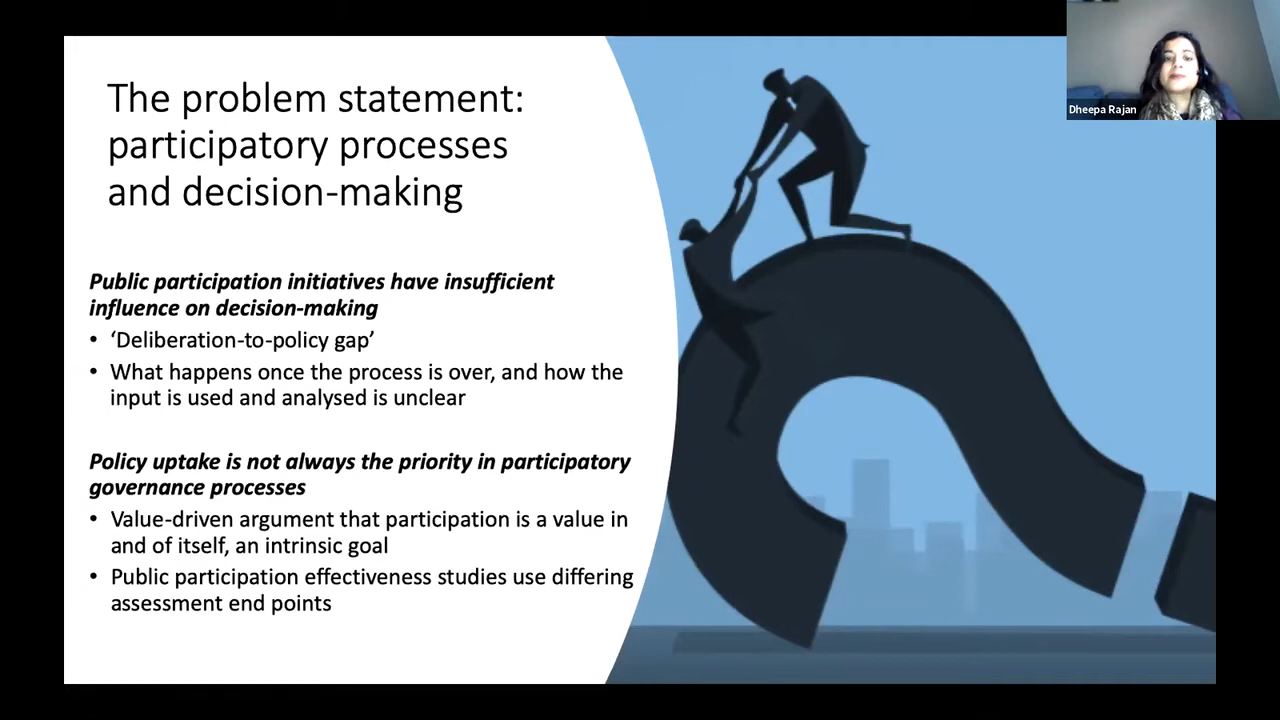 The problem statement:
participatory processes
and decision-making
Dheepa Rajan
Public participation initiatives have insufficient
influence on decision-making
• ‘Deliberation-to-policy gap’
• What happens once the process is over, and how the
input is used and analysed is unclear
Policy uptake is not always the priority in participatory
governance processes
• Value-driven argument that participation is a value in
and of itself, an intrinsic goal
• Public participation effectiveness studies use differing
assessment end points